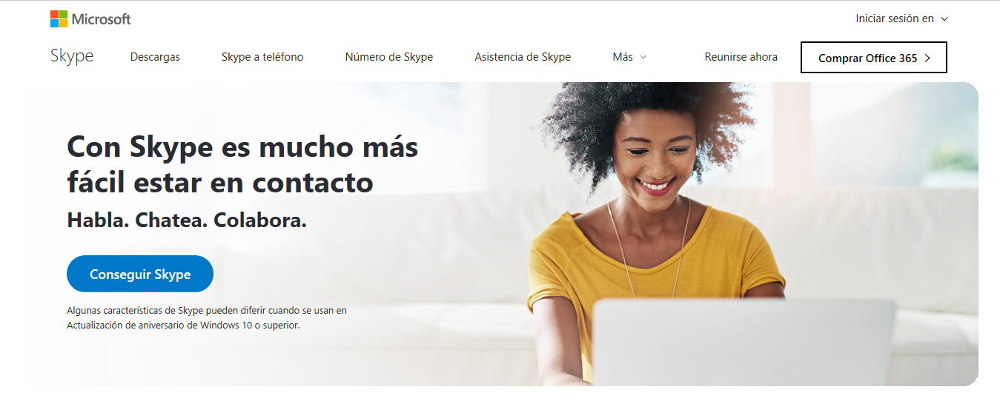 Microsoft
Iniciar sesión en
Skype
Descargas
Skype a teléfono
Número de Skype
Asistencia de Skype
Más
Reunirse ahora
Comprar Office 365
Con Skype es mucho más
fácil estar en contacto
Habla. Chatea. Colabora.
Conseguir Skype
Algunas características de Skype pueden diferir cuando se usan en
Actualización de aniversario de Windows 10 o superior.